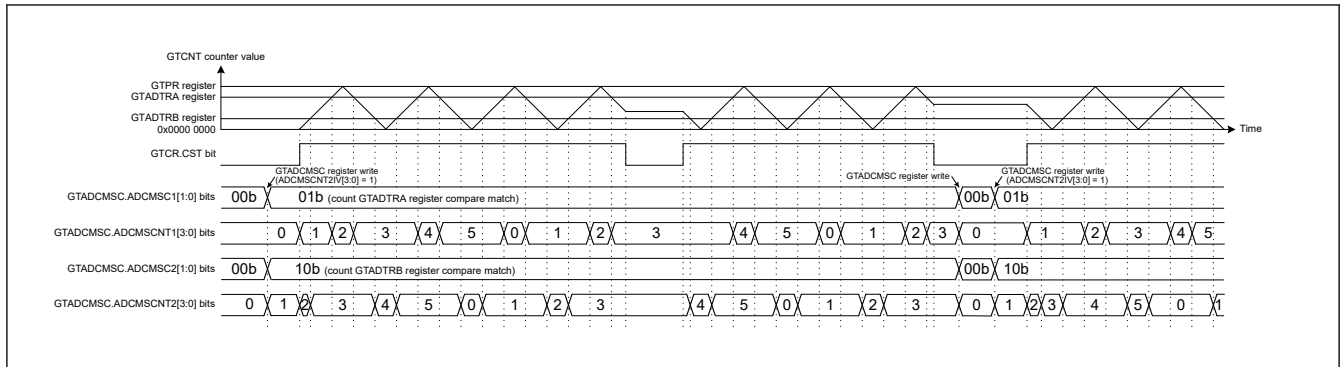 GTCNT counter value
GTPR register
GTADTRA register
GTADTRB register
0x0000 0000
Time
GTCR.CST bit
GTADCMSC register write
(ADCMSCNT2IV[3:0] = 1)
GTADCMSC register write
GTADCMSC register write
(ADCMSCNT2IV[3:0] = 1)
GTADCMSC.ADCMSC1[1:0] bits 00b 01b (count GTADTRA register compare match) 00b 01b
GTADCMSC.ADCMSCNT1[3:0] bits 0 1 2 3 4 5 0 1 2 3 4 5 0 1 2 3 0 1 2 3 4 5
GTADCMSC.ADCMSC2[1:0] bits 00b 10b (count GTADTRB register compare match) 00b 10b
GTADCMSC.ADCMSCNT2[3:0] bits 0 1 2 3 4 5 0 1 2 3 4 5 0 1 2 3 0 1 2 3 4 5 0 1